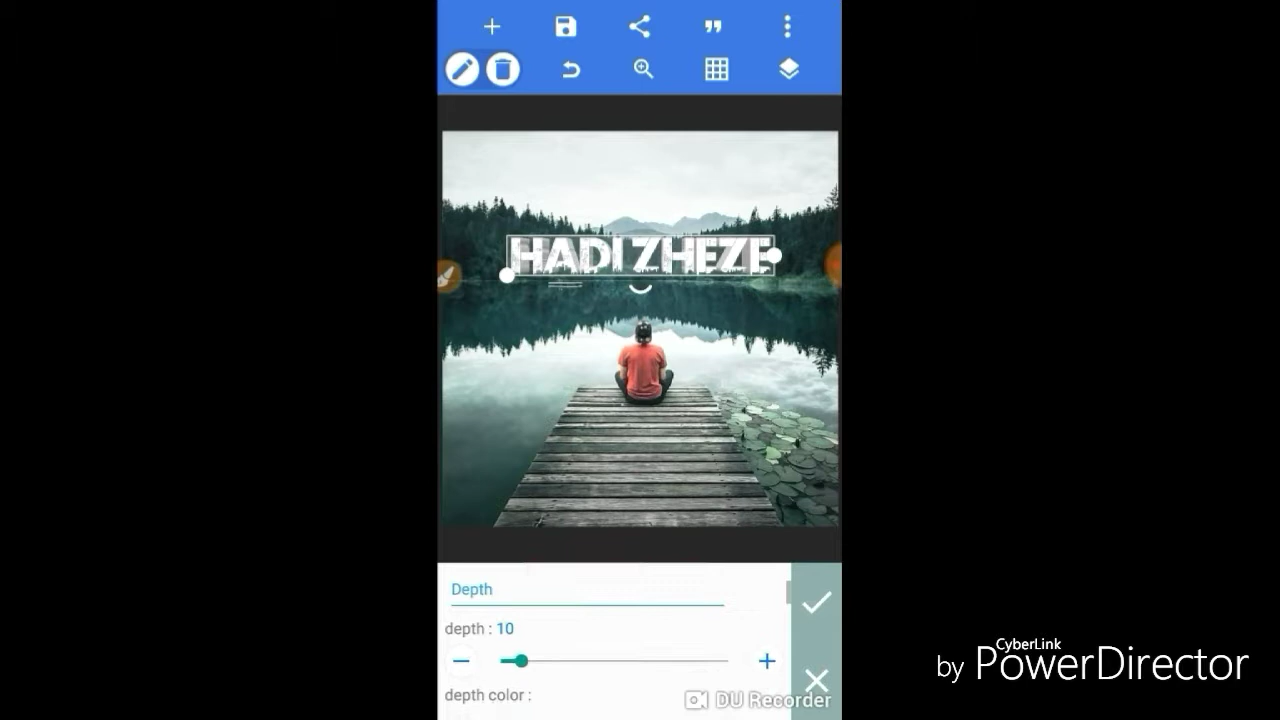 HADI ZHEZE
Depth
depth : 10
depth color :
DU Recorder
CyberLink
by PowerDirector